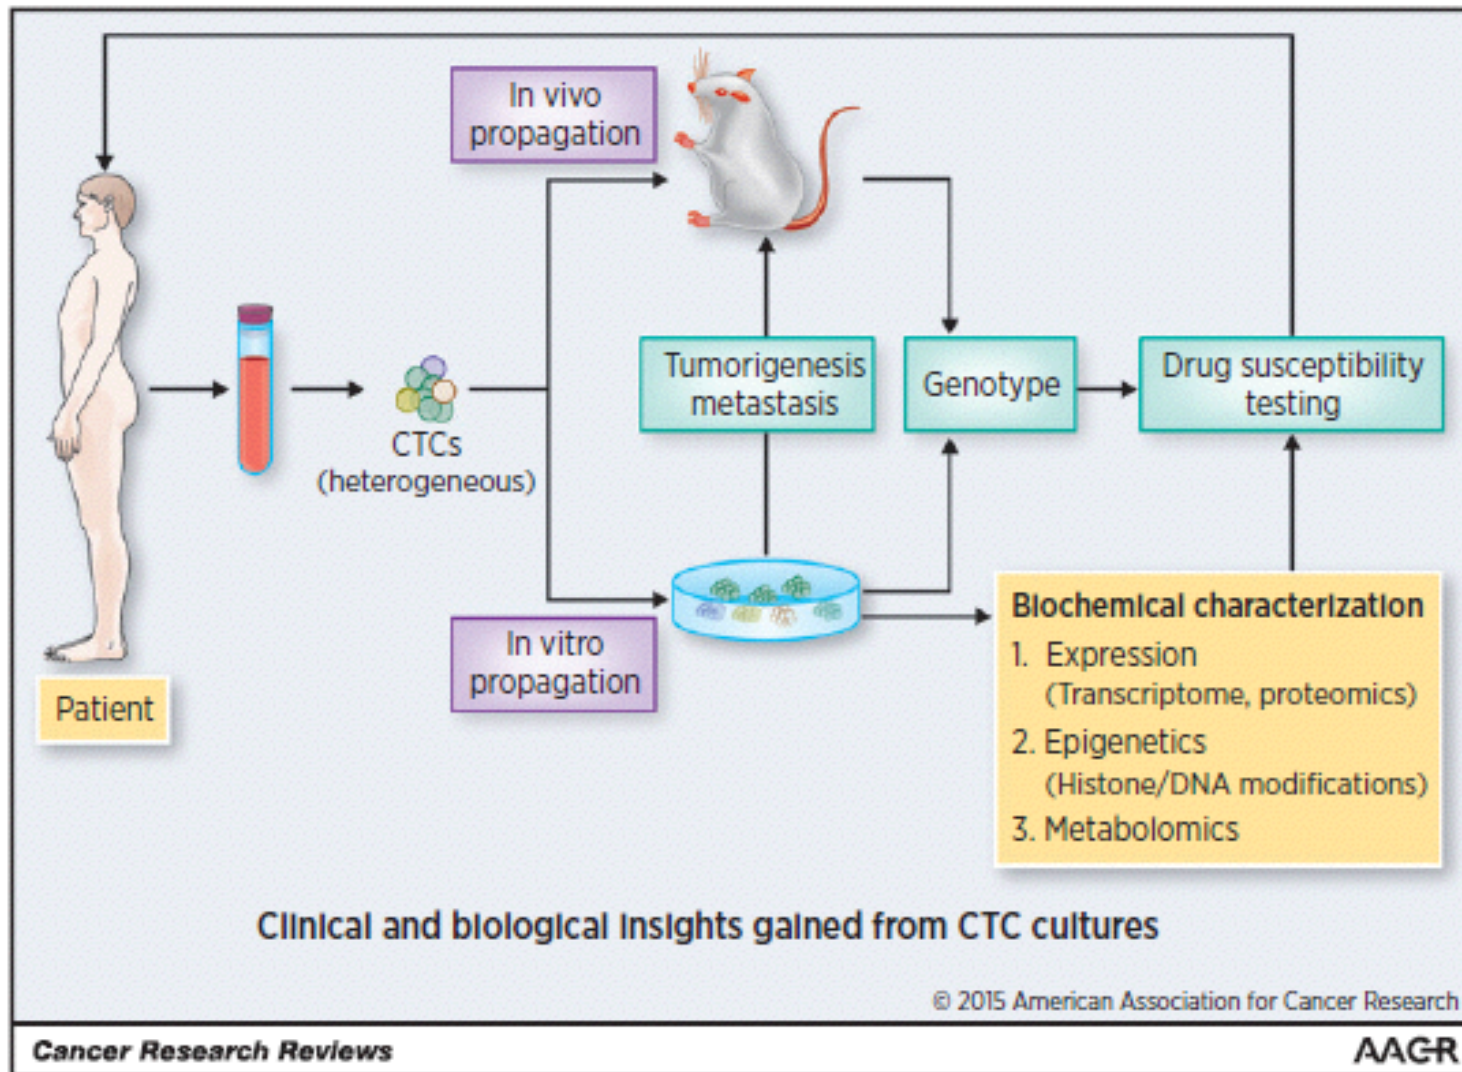 In vivo
propagation
Tumorigenesis
metastasis
Genotype
Drug susceptibility
testing
CTCs
(heterogeneous)
In vitro
propagation
Patient
Biochemical characterization
1. Expression
(Transcriptome, proteomics)
2. Epigenetics
(Histone/DNA modifications)
3. Metabolomics
Clinical and biological insights gained from CTC cultures
© 2015 American Association for Cancer Research
Cancer Research Reviews
AACR